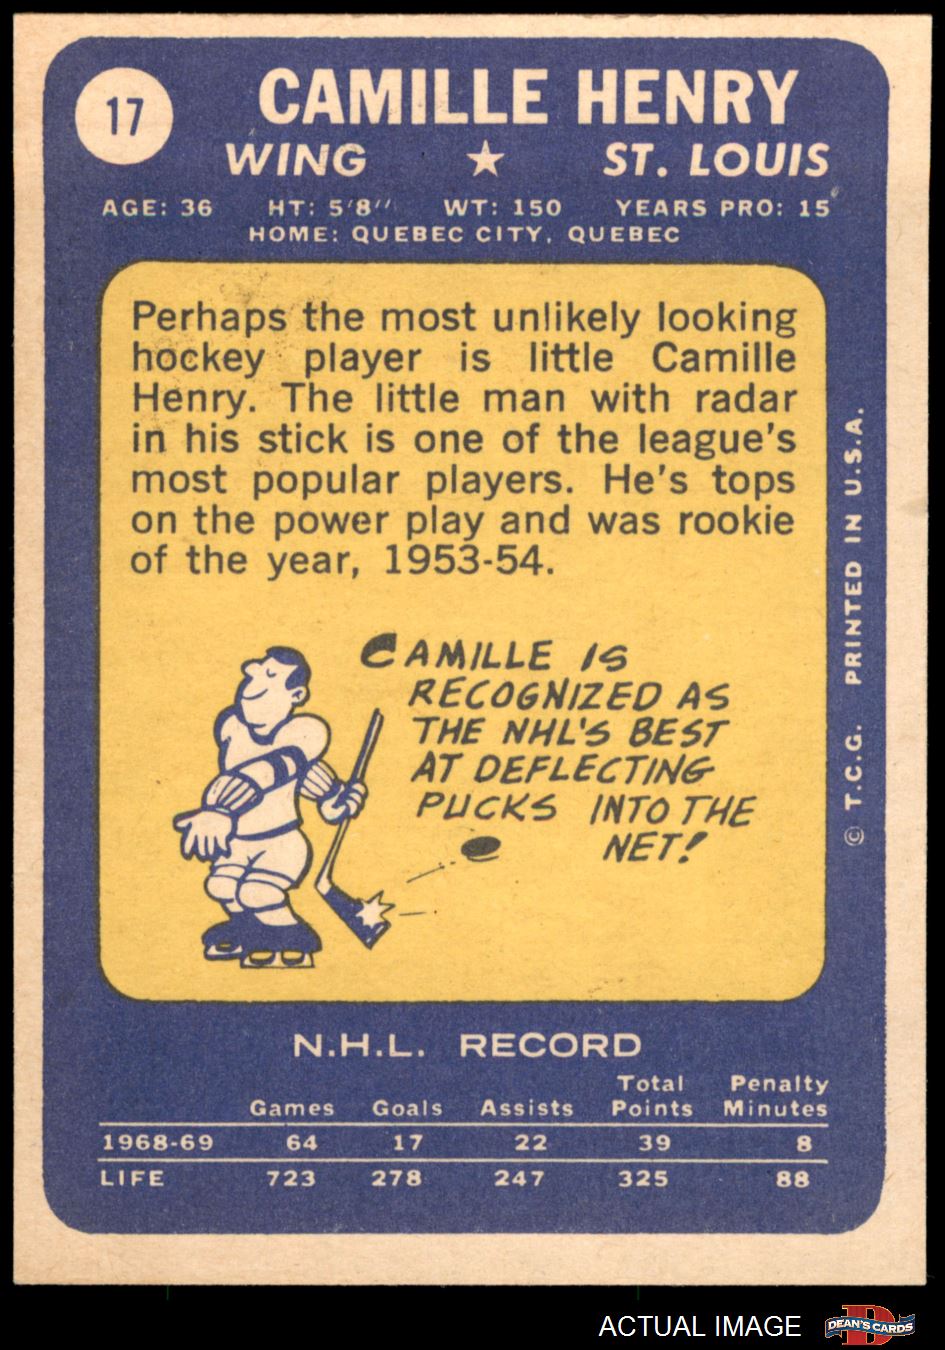 17
CAMILLE HENRY
WING ★ ST. LOUIS
AGE: 36 HT: 5'8" WT: 150 YEARS PRO: 15
HOME: QUEBEC CITY, QUEBEC
Perhaps the most unlikely looking
hockey player is little Camille
Henry. The little man with radar
in his stick is one of the league's
most popular players. He's tops
on the power play and was rookie
of the year, 1953-54.
CAMILLE IS
RECOGNIZED AS
THE NHL'S BEST
AT DEFLECTING
PUCKS INTO THE
NET!
© T.C.G. PRINTED IN U.S.A.
N.H.L. RECORD
Games Goals Assists Total Points Penalty Minutes
1968-69 64 17 22 39 8
LIFE 723 278 247 325 88
ACTUAL IMAGE
D
DEAN'S CARDS